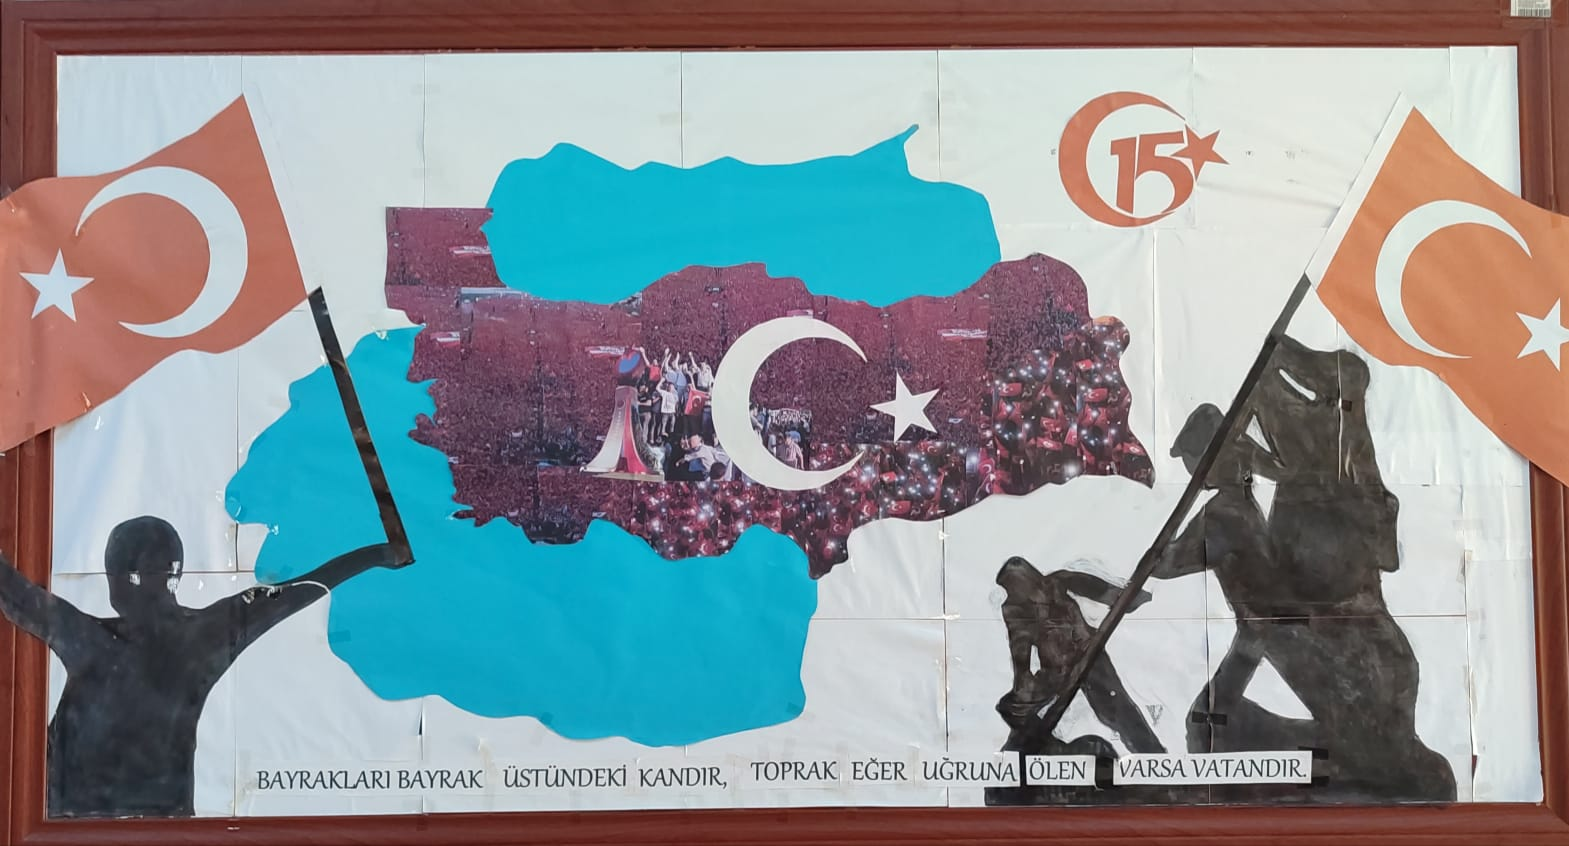 15
BAYRAKLARI BAYRAK ÜSTÜNDEKİ KANDIR, TOPRAK EĞER UĞRUNA ÖLEN VARSA VATANDIR.